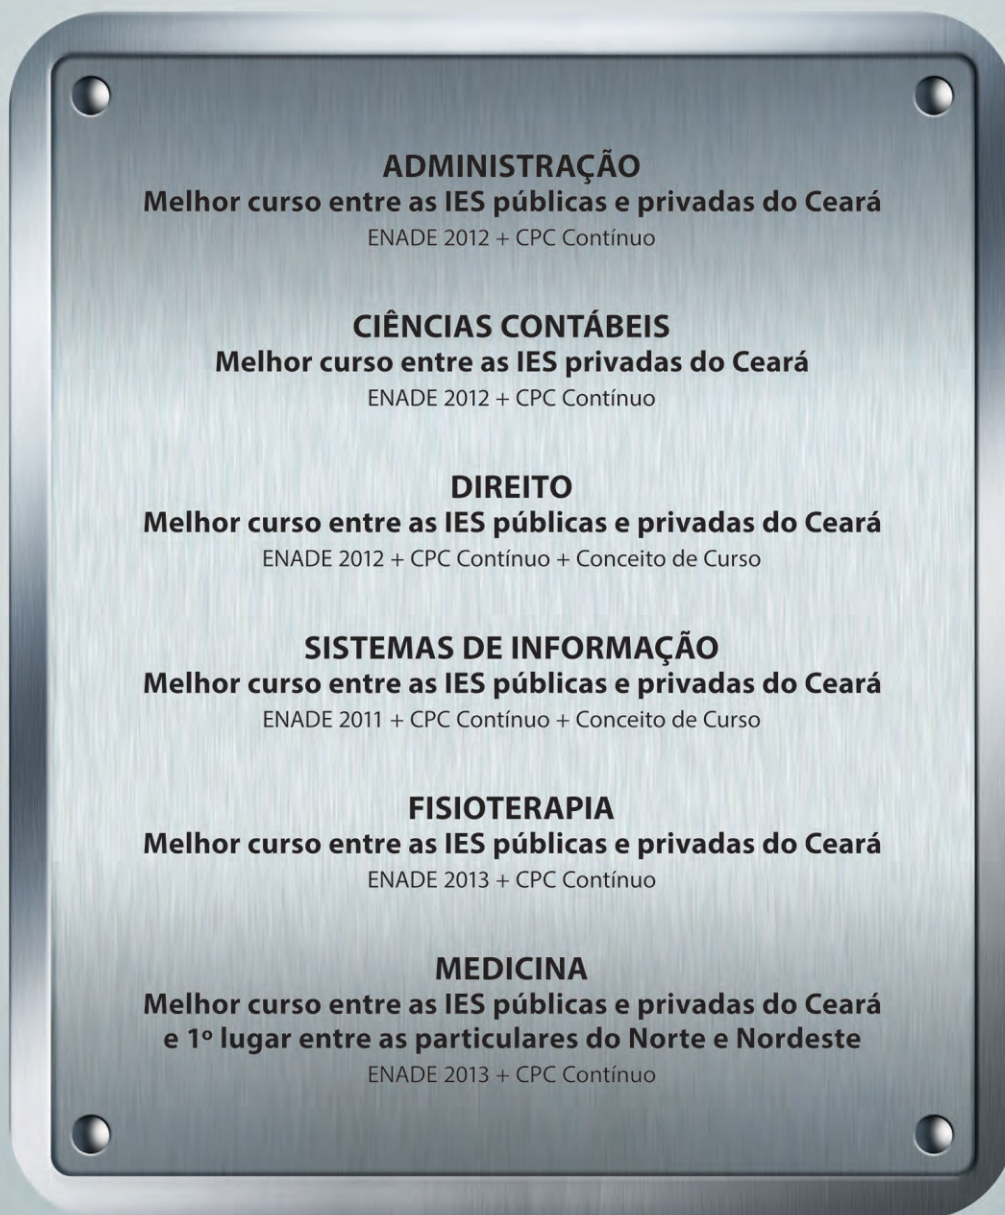 ADMINISTRAÇÃO
Melhor curso entre as IES públicas e privadas do Ceará
ENADE 2012 + CPC Contínuo
CIÊNCIAS CONTÁBEIS
Melhor curso entre as IES privadas do Ceará
ENADE 2012 + CPC Contínuo
DIREITO
Melhor curso entre as IES públicas e privadas do Ceará
ENADE 2012 + CPC Contínuo + Conceito de Curso
SISTEMAS DE INFORMAÇÃO
Melhor curso entre as IES públicas e privadas do Ceará
ENADE 2011 + CPC Contínuo + Conceito de Curso
FISIOTERAPIA
Melhor curso entre as IES públicas e privadas do Ceará
ENADE 2013 + CPC Contínuo
MEDICINA
Melhor curso entre as IES públicas e privadas do Ceará
e 1º lugar entre as particulares do Norte e Nordeste
ENADE 2013 + CPC Contínuo